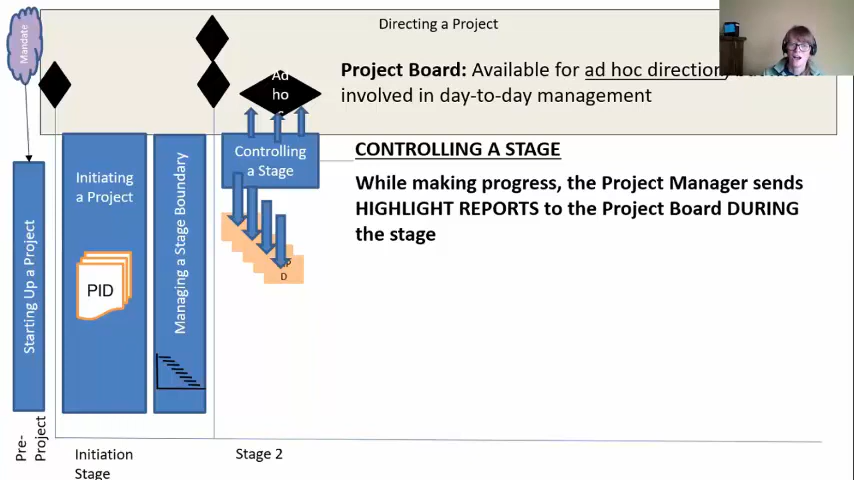 Directing a Project
Mandate
Project Board: Available for ad hoc direction,
involved in day-to-day management
Ad
ho
Controlling
a Stage
CONTROLLING A STAGE
While making progress, the Project Manager sends
HIGHLIGHT REPORTS to the Project Board DURING
the stage
Initiating
a Project
Managing a Stage Boundary
Starting Up a Project
PID
D
Pre-
Project
Initiation
Stage
Stage 2